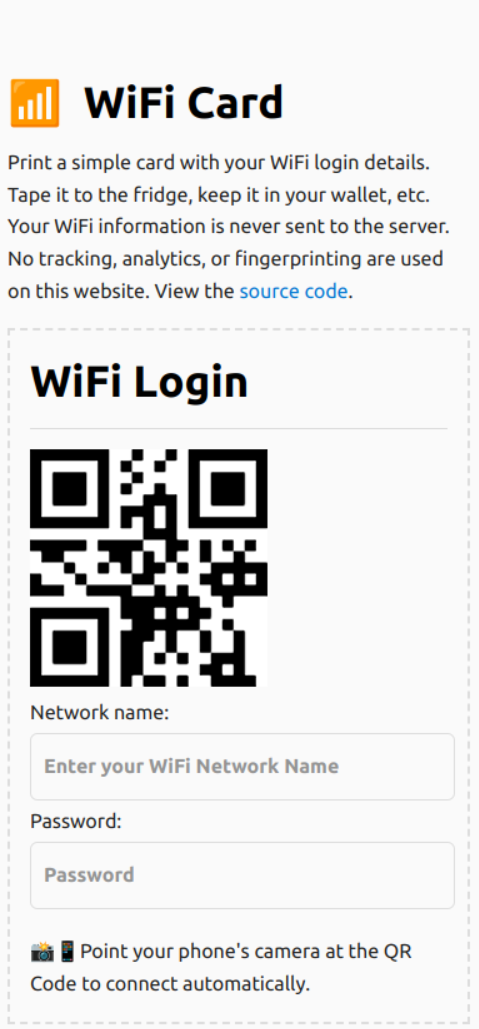 WiFi Card
Print a simple card with your WiFi login details.
Tape it to the fridge, keep it in your wallet, etc.
Your WiFi information is never sent to the server.
No tracking, analytics, or fingerprinting are used
on this website. View the source code.
WiFi Login
Network name:
Enter your WiFi Network Name
Password:
Password
Point your phone's camera at the QR
Code to connect automatically.